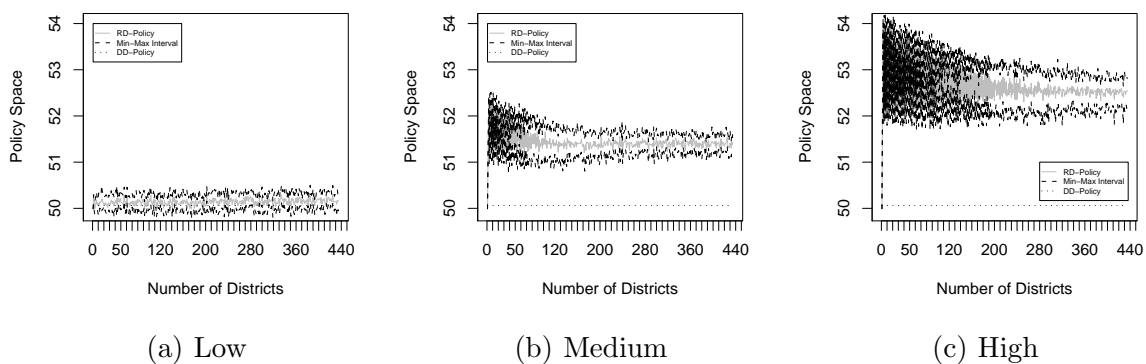 54
53
52
51
50
Policy Space
RD−Policy
Min−Max Interval
DD−Policy
0 50 120 200 280 360 440
Number of Districts
(a) Low
54
53
52
51
50
Policy Space
RD−Policy
Min−Max Interval
DD−Policy
0 50 120 200 280 360 440
Number of Districts
(b) Medium
54
53
52
51
50
Policy Space
RD−Policy
Min−Max Interval
DD−Policy
0 50 120 200 280 360 440
Number of Districts
(c) High